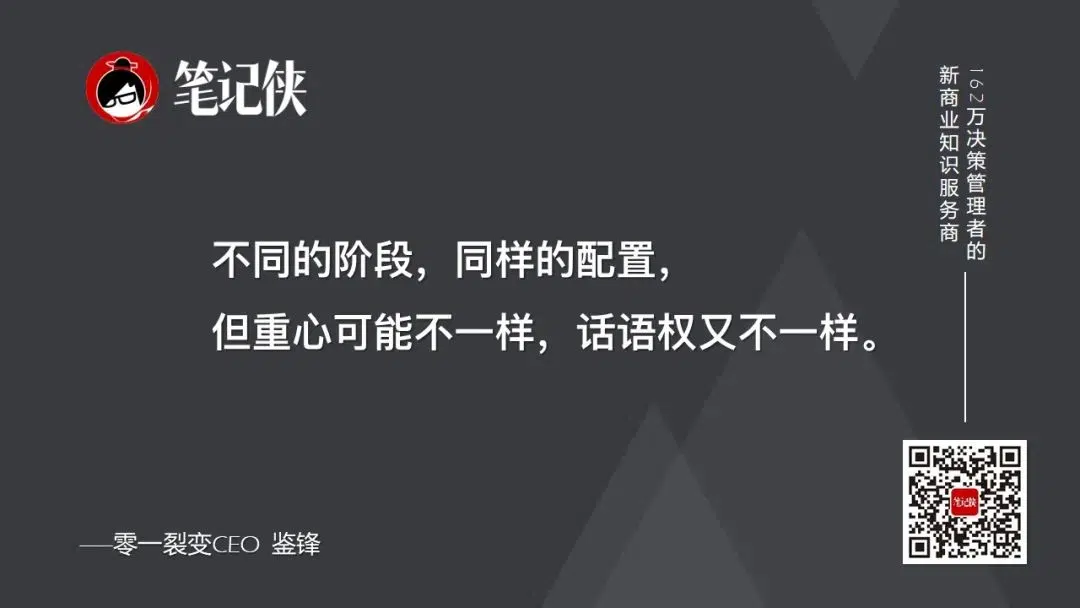 笔记侠
162万决策管理者的
新商业知识服务商
不同的阶段，同样的配置，
但重心可能不一样，话语权又不一样。
笔记侠
——零一裂变CEO 鉴锋